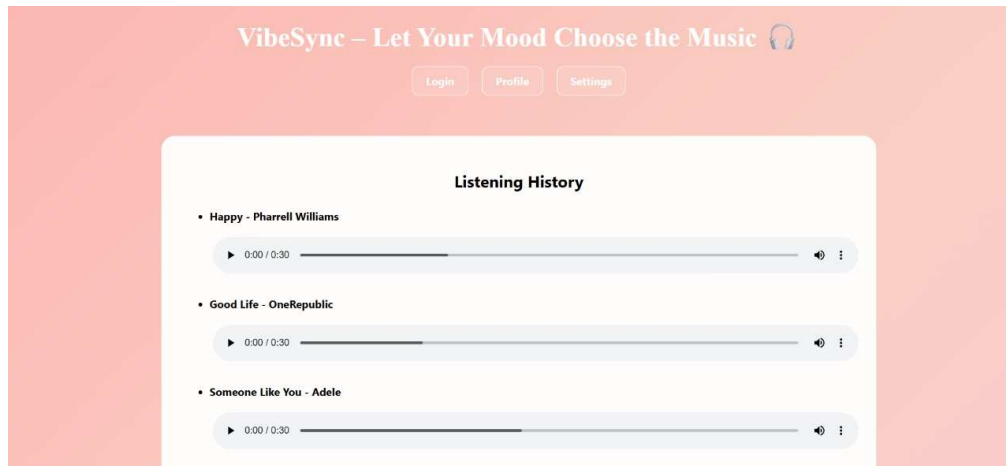 VibeSync – Let Your Mood Choose the Music 🎧
Login Profile Settings
Listening History
• Happy - Pharrell Williams
0:00 / 0:30
• Good Life - OneRepublic
0:00 / 0:30
• Someone Like You - Adele
0:00 / 0:30